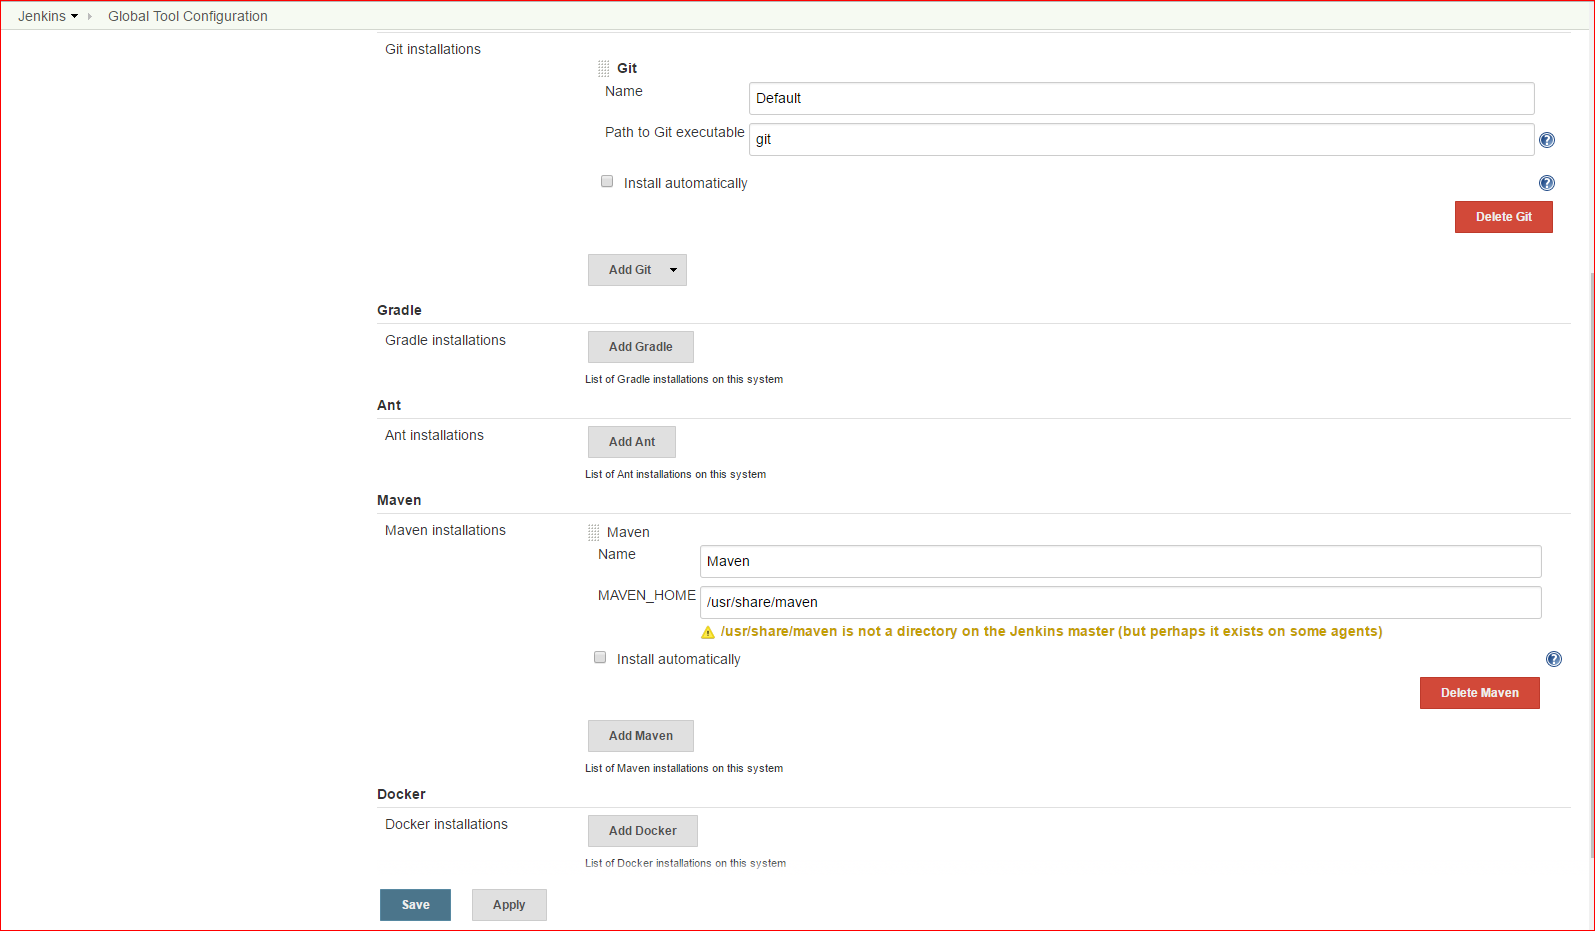 Jenkins Global Tool Configuration
Git installations
Git
Name
Default
Path to Git executable
git
Install automatically
Delete Git
Add Git
Gradle
Gradle installations
Add Gradle
List of Gradle installations on this system
Ant
Ant installations
Add Ant
List of Ant installations on this system
Maven
Maven installations
Maven
Name
Maven
MAVEN_HOME
/usr/share/maven
/usr/share/maven is not a directory on the Jenkins master (but perhaps it exists on some agents)
Install automatically
Delete Maven
Add Maven
List of Maven installations on this system
Docker
Docker installations
Add Docker
List of Docker installations on this system
Save Apply